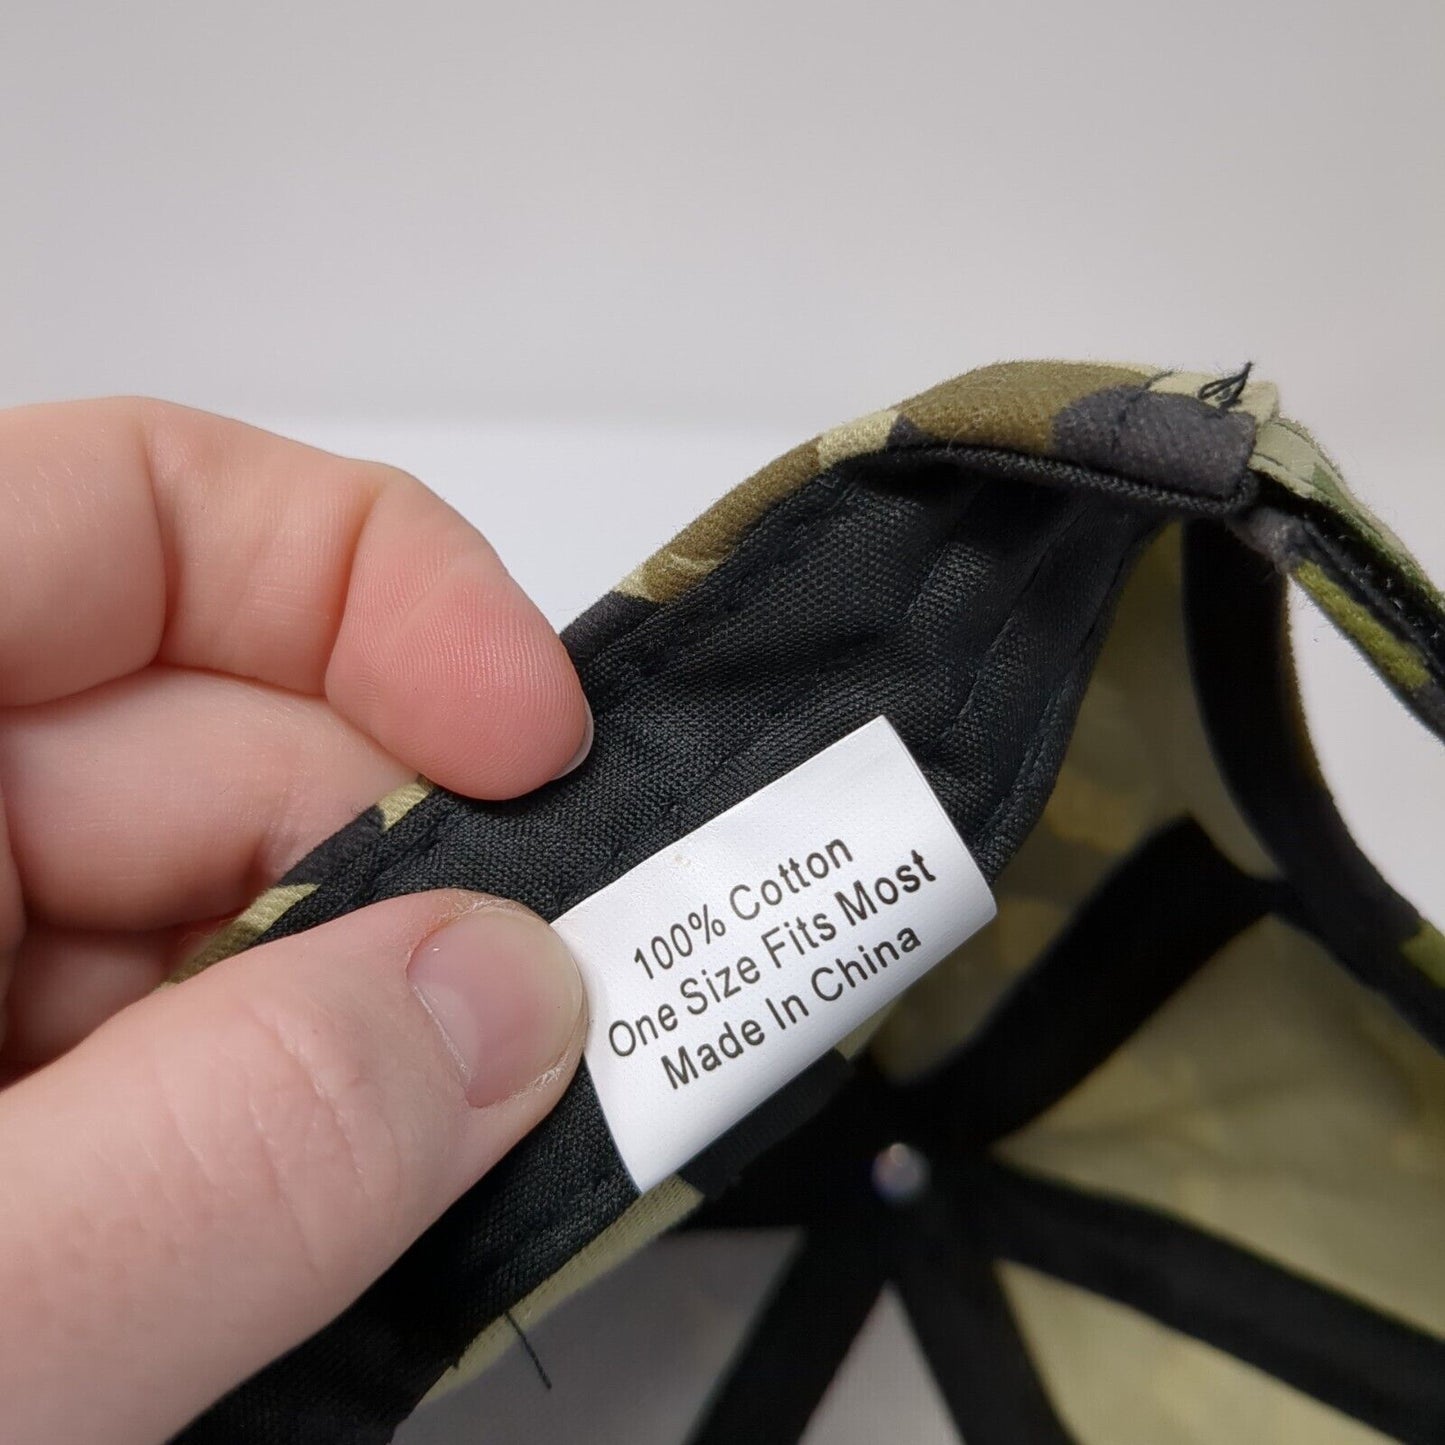 100% Cotton
One Size Fits Most
Made In China